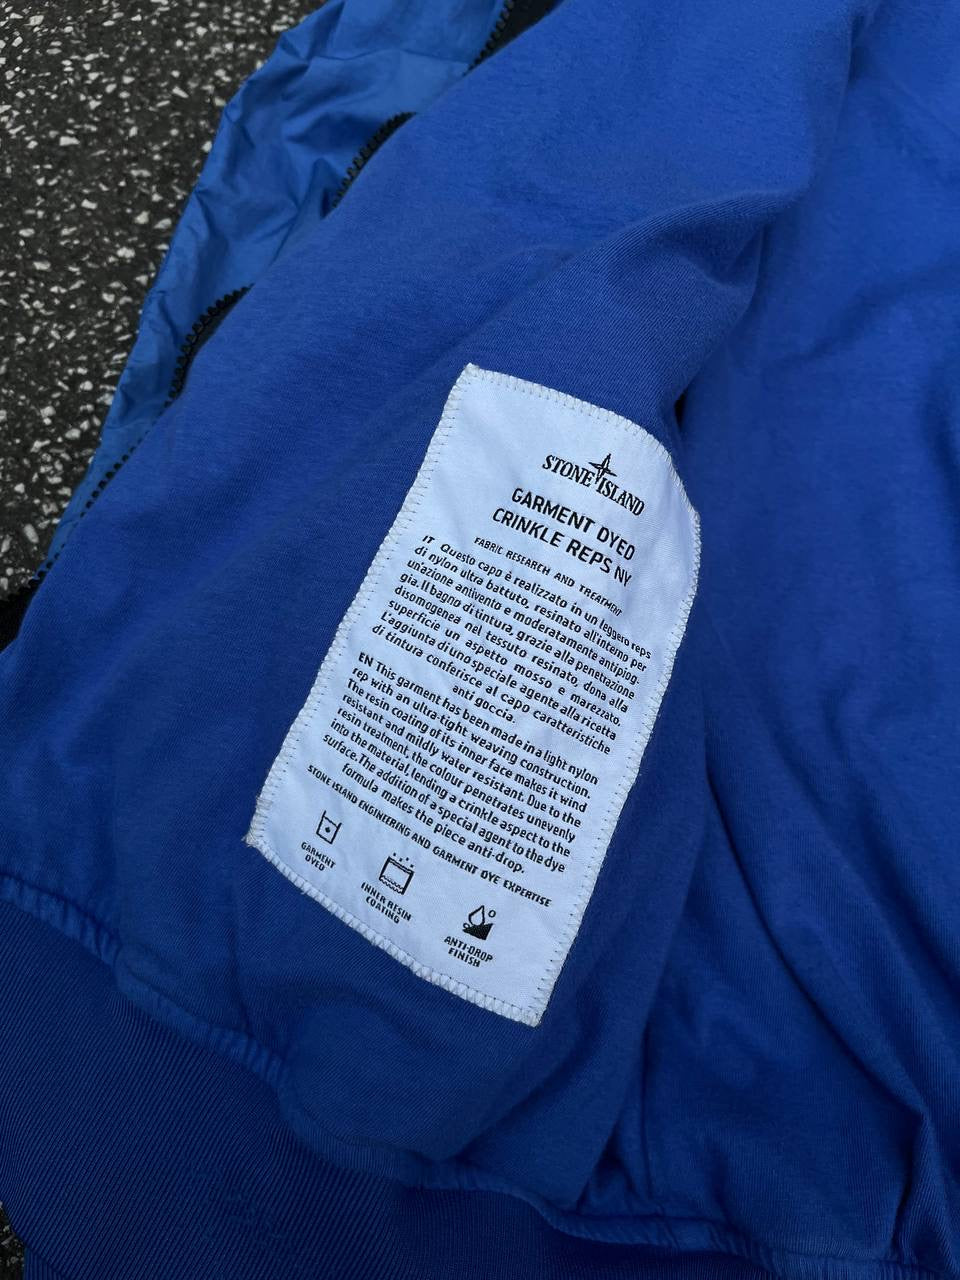 STONE ISLAND
GARMENT DYED
CRINKLE REPS NY
FABRIC RESEARCH AND TREATMENT
IT Questo capo è realizzato in un leggero reps
di nylon ultra battuto, resinato all'interno per
un'azione antivento e moderatamente antipiog-
gia. Il bagno di tintura, grazie alla penetrazione
disomogenea nel tessuto resinato, dona alla
superficie un aspetto mosso e marezzato.
L'aggiunta di uno speciale agente alla ricetta
di tintura conferisce al capo caratteristiche
anti goccia.
EN This garment has been made in a light nylon
rep with an ultra-tight weaving construction.
The resin coating of its inner face makes it wind
resistant and mildly water resistant. Due to the
resin treatment, the colour penetrates unevenly
into the material, lending a crinkle aspect to the
surface. The addition of a special agent to the dye
formula makes the piece anti-drop.
STONE ISLAND ENGINEERING AND GARMENT DYE EXPERTISE
GARMENT
DYED
INNER RESIN
COATING
ANTI-DROP
FINISH